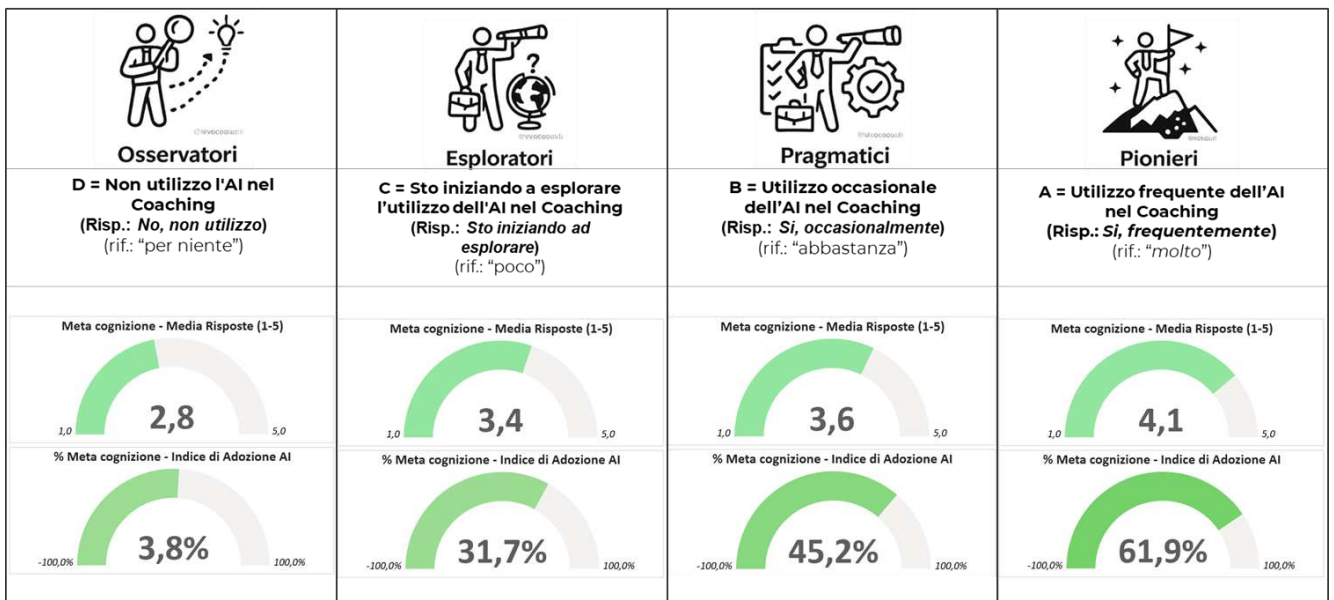 @vivocoowib
Osservatori
D = Non utilizzo l'AI nel
Coaching
(Risp.: No, non utilizzo)
(rif.: “per niente”)
Meta cognizione - Media Risposte (1-5)
2,8
1,0
5,0
% Meta cognizione - Indice di Adozione AI
3,8%
-100,0%
100,0%
?
Esploratori
C = Sto iniziando a esplorare
l’utilizzo dell'AI nel Coaching
(Risp.: Sto iniziando ad
esplorare)
(rif.: “poco”)
Meta cognizione - Media Risposte (1-5)
3,4
1,0
5,0
% Meta cognizione - Indice di Adozione AI
31,7%
-100,0%
100,0%
Pragmatici
B = Utilizzo occasionale
dell’AI nel Coaching
(Risp.: Si, occasionalmente)
(rif.: “abbastanza”)
Meta cognizione - Media Risposte (1-5)
3,6
1,0
5,0
% Meta cognizione - Indice di Adozione AI
45,2%
-100,0%
100,0%
Pionieri
A = Utilizzo frequente dell’AI
nel Coaching
(Risp.: Si, frequentemente)
(rif.: “molto”)
Meta cognizione - Media Risposte (1-5)
4,1
1,0
5,0
% Meta cognizione - Indice di Adozione AI
61,9%
-100,0%
100,0%